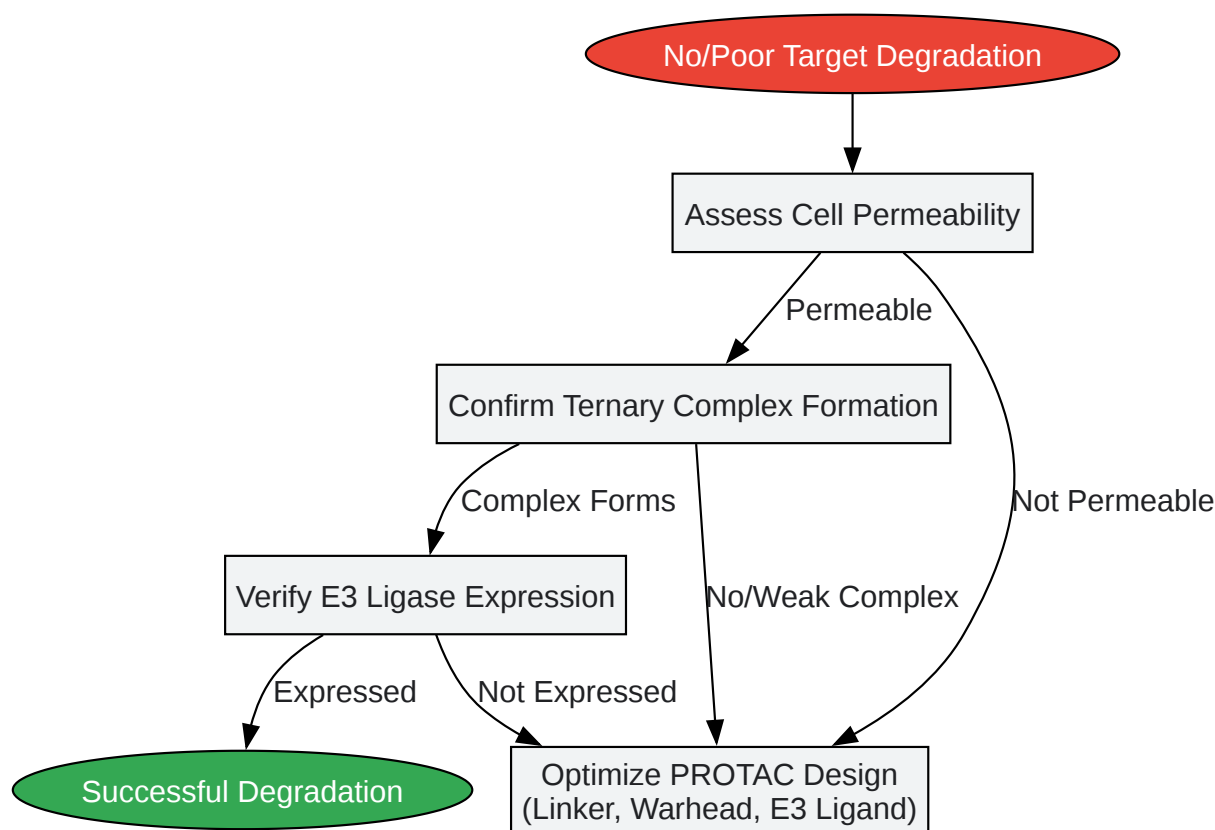 No/Poor Target Degradation
Assess Cell Permeability
Permeable
Confirm Ternary Complex Formation
Complex Forms
Not Permeable
Verify E3 Ligase Expression
No/Weak Complex
Expressed
Not Expressed
Successful Degradation
Optimize PROTAC Design
(Linker, Warhead, E3 Ligand)